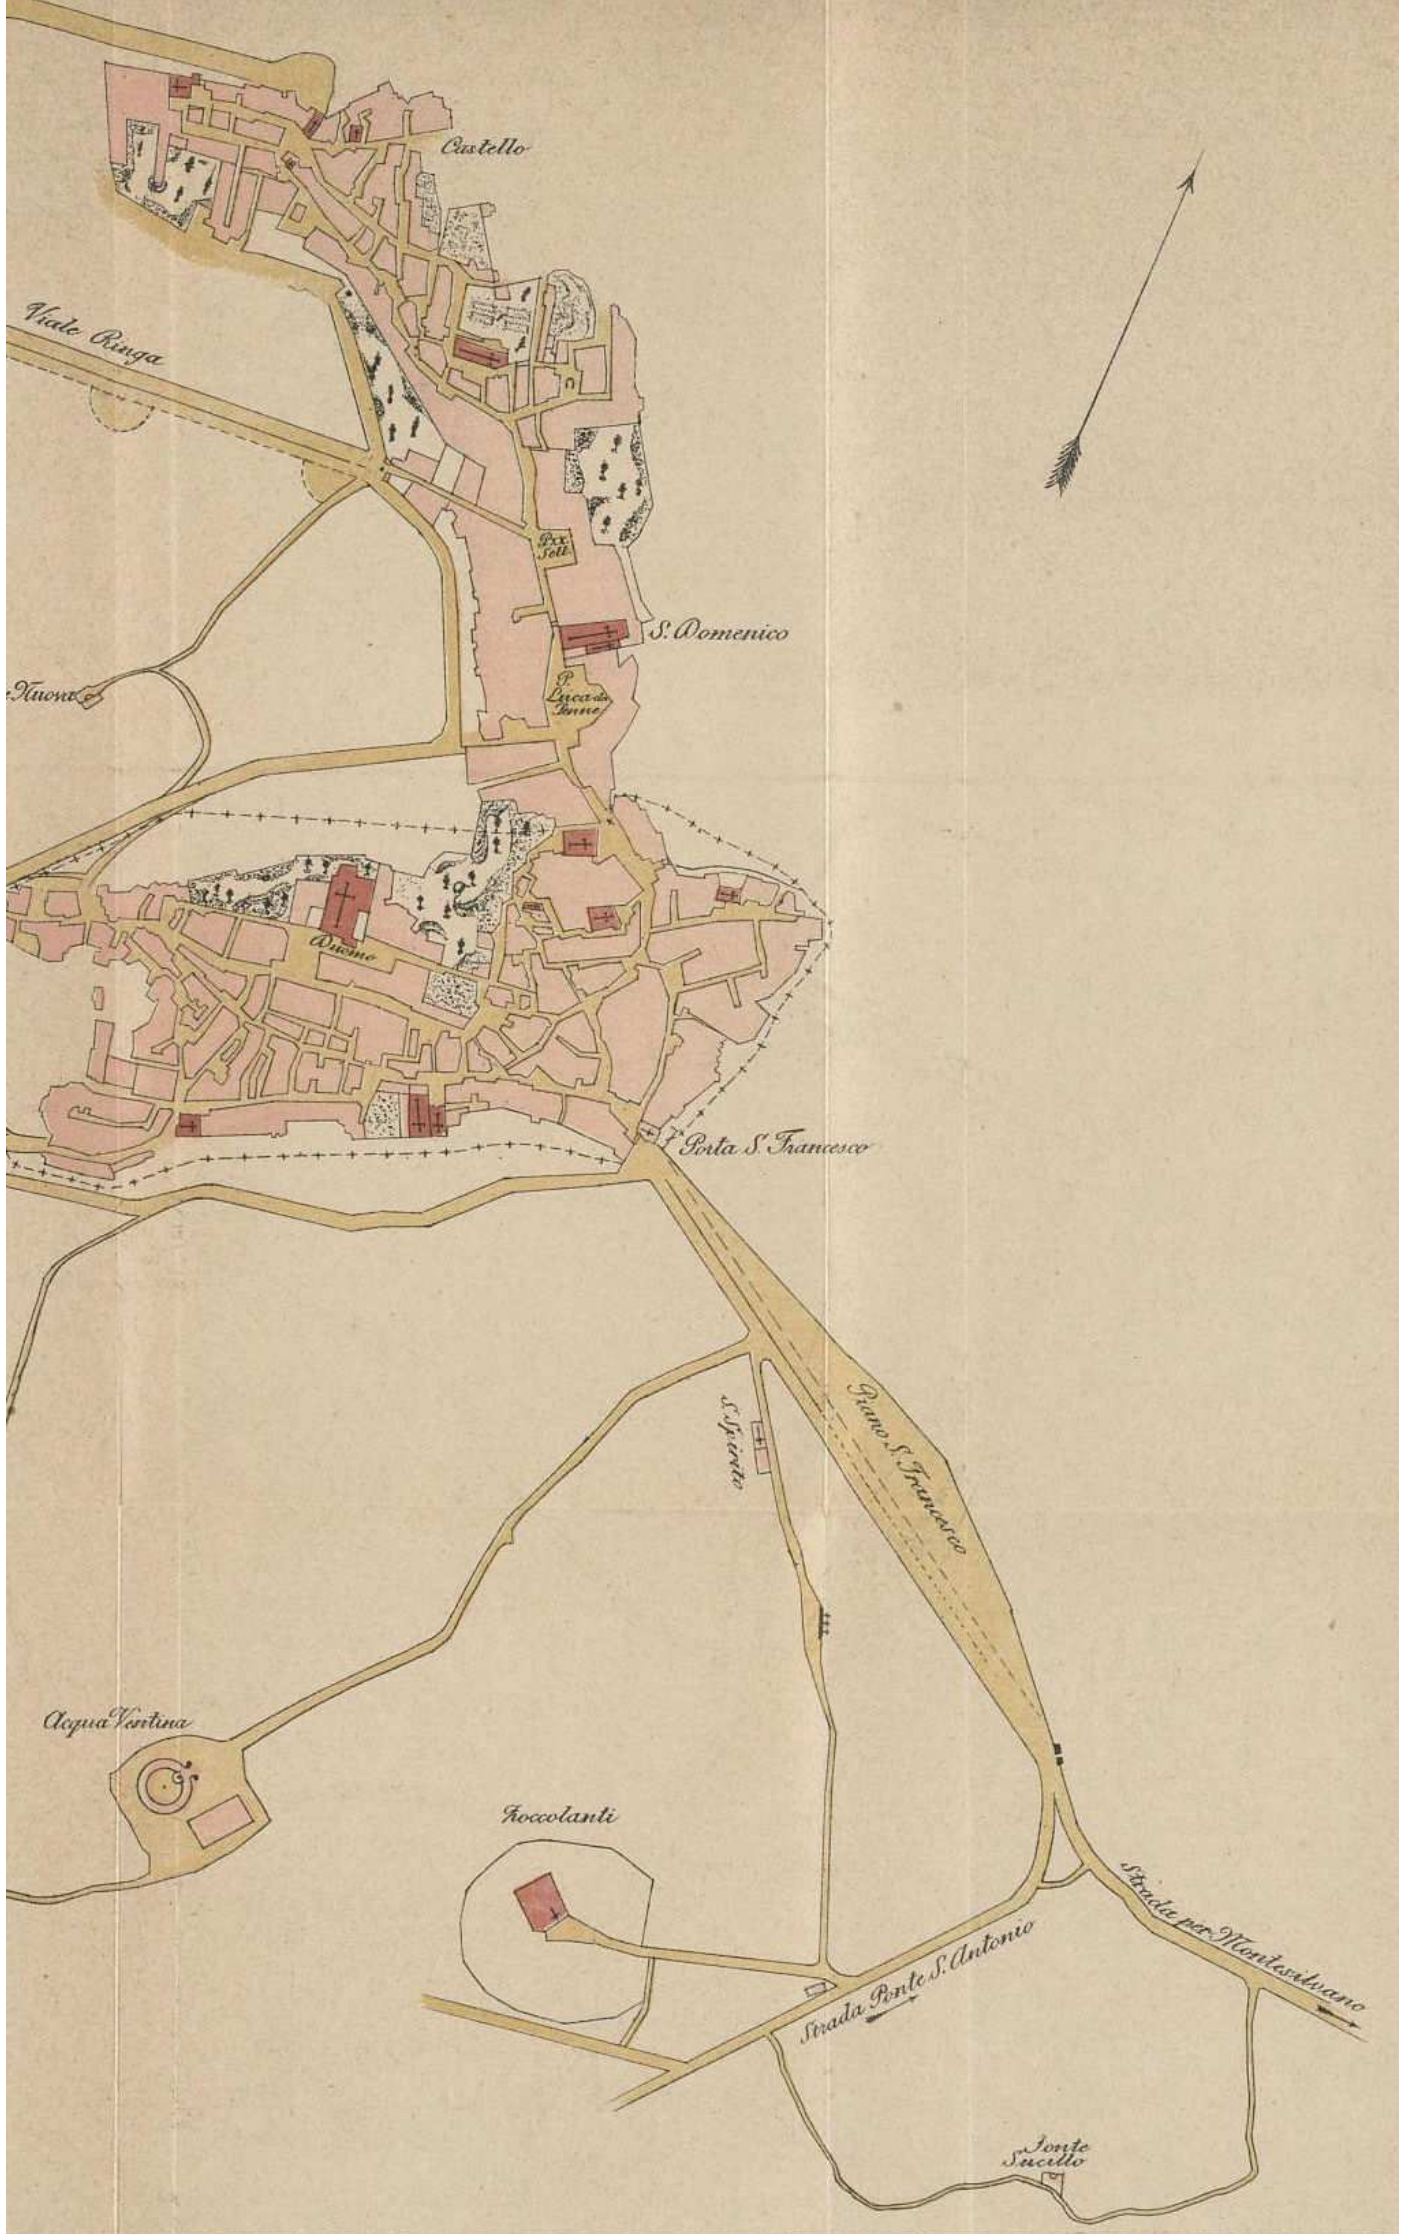 Castello
Viale Ringa
Pzz.
Sott.
S. Domenico
Nuova
P.
Luca da
Penne
Duomo
Porta S. Francesco
Piano S. Francesco
S. Spirito
Acqua Ventina
Zoccolanti
Strada per Montesilvano
Strada Ponte S. Antonio
Fonte
Sucillo